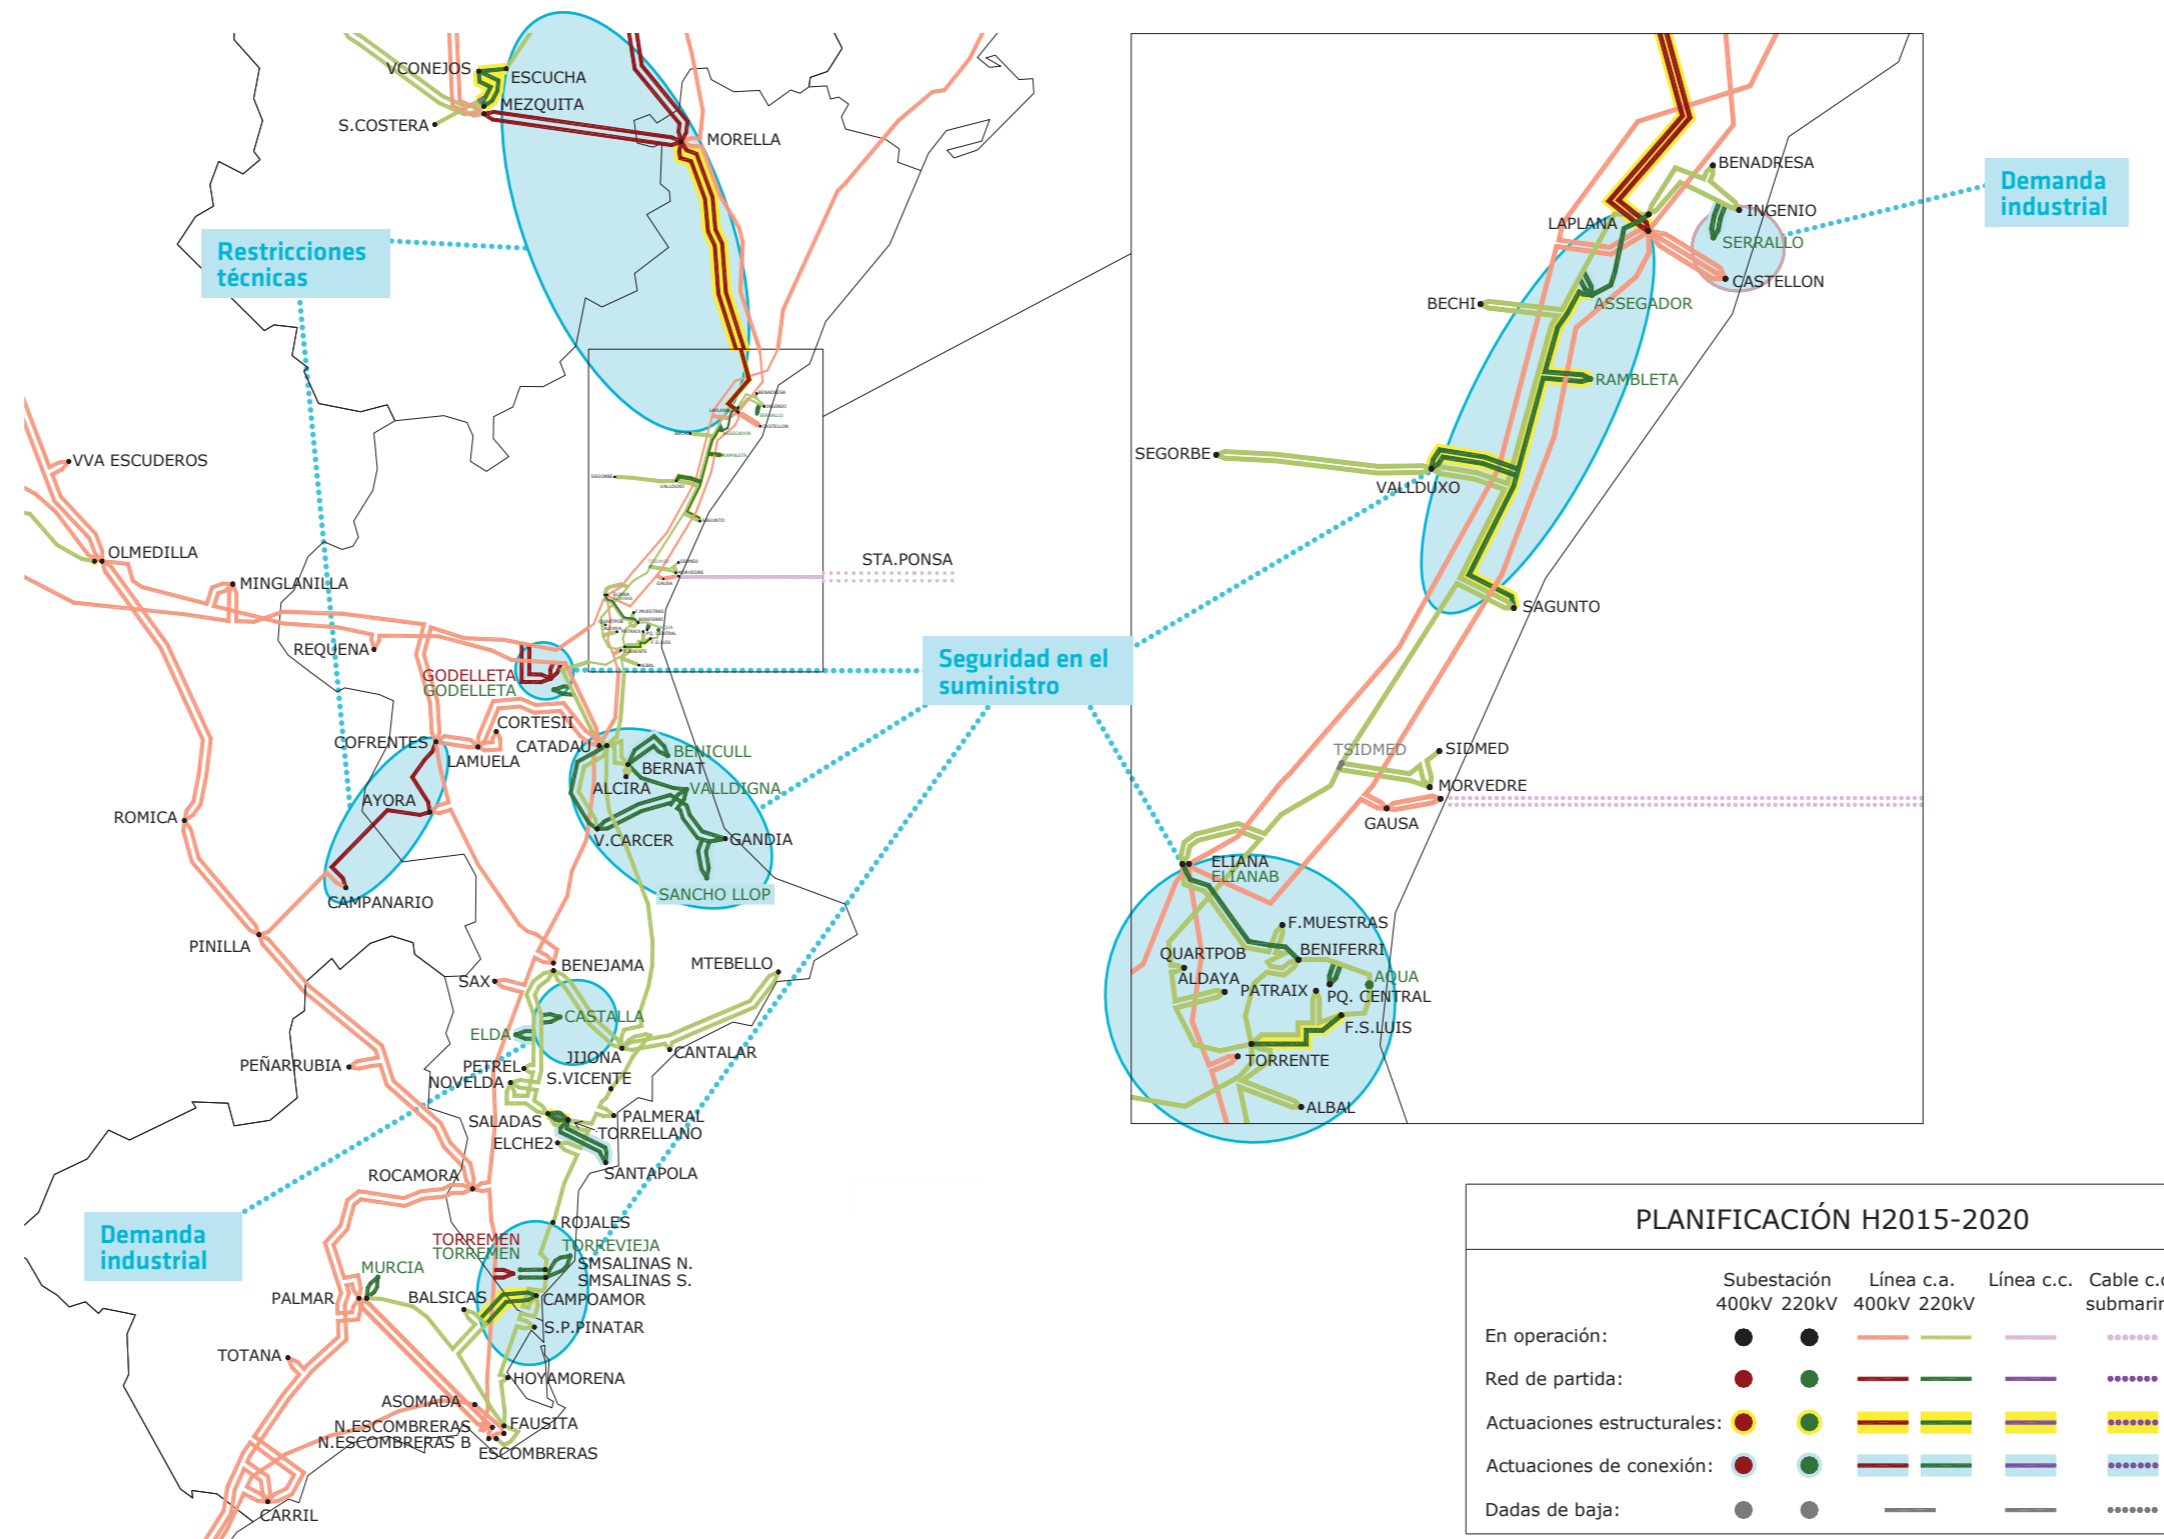 VCONEJOS
ESCUCHA
MEZQUITA
S.COSTERA
MORELLA
Restricciones
técnicas
VVA ESCUDEROS
OLMEDILLA
MINGLANILLA
REQUENA
STA.PONSA
GODELLETA
GODELLETA
CORTESII
COFRENTES
CATADAU
LAMUELA
BENICULL
BERNAT
ALCIRA
VALLDIGNA
AYORA
ROMICA
V.CARCER
GANDIA
SANCHO LLOP
CAMPANARIO
PINILLA
BENEJAMA
MTEBELLO
SAX
CASTALLA
ELDA
JIJONA
CANTALAR
PEÑARRUBIA
PETREL
NOVELDA
S.VICENTE
SALADAS
PALMERAL
TORRELLANO
ELCHE2
SANTAPOLA
ROCAMORA
Demanda
industrial
ROJALES
TORREMEN
TORREMEN
TORREVIEJA
SMSALINAS N.
SMSALINAS S.
MURCIA
PALMAR
BALSICAS
CAMPOAMOR
S.P.PINATAR
TOTANA
HOYAMORENA
ASOMADA
N.ESCOMBRERAS
FAUSITA
N.ESCOMBRERAS B
ESCOMBRERAS
CARRIL
Seguridad en el
suministro
BENADRESA
Demanda
industrial
LAPLANA
INGENIO
SERRALLO
CASTELLON
BECHI
ASSEGADOR
RAMBLETA
SEGORBE
VALLDUXO
SAGUNTO
TSIDMED
SIDMED
MORVEDRE
GAUSA
ELIANA
ELIANAB
F.MUESTRAS
QUARTPOB
BENIFERRI
ALDAYA
AQUA
PATRAIX
PQ. CENTRAL
F.S.LUIS
TORRENTE
ALBAL
PLANIFICACIÓN H2015-2020
Subestación Línea c.a. Línea c.c.
400kV 220kV 400kV 220kV
Cable
En operación:
Red de partida:
Actuaciones estructurales:
Actuaciones de conexión:
Dadas de baja: